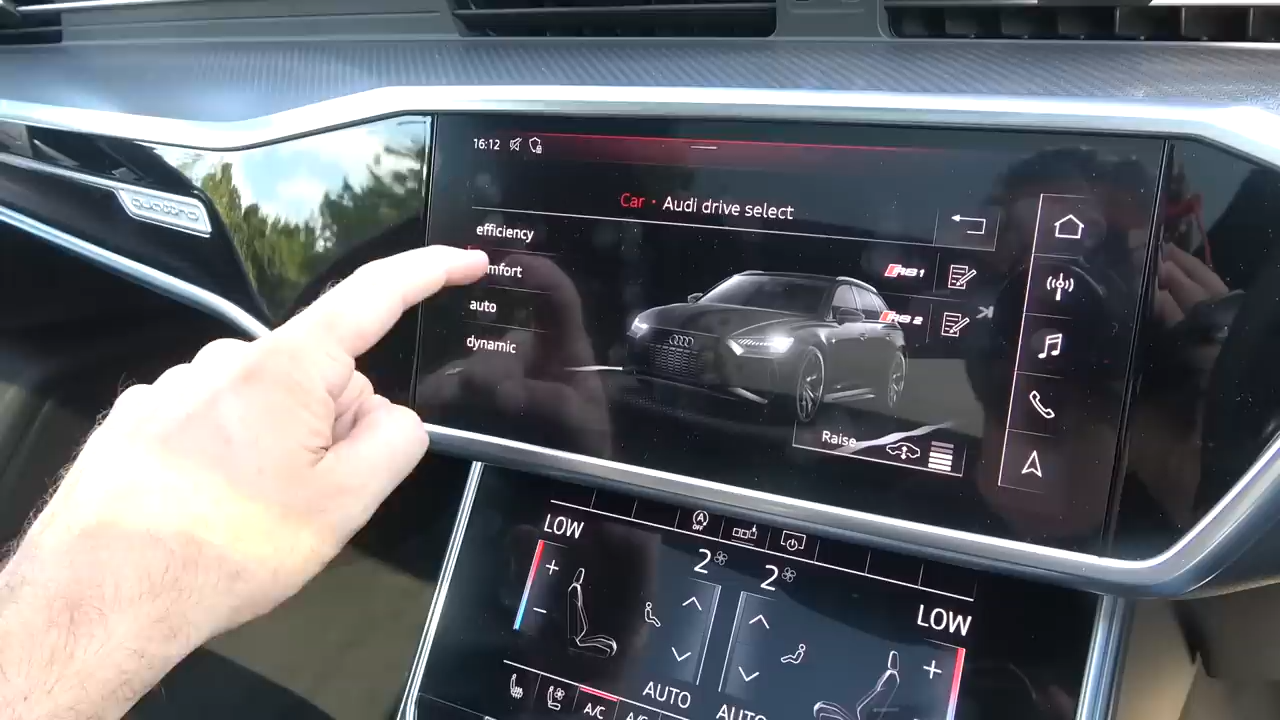 16:12
Car · Audi drive select
efficiency
mfort
auto
dynamic
RS 1
RS 2
Raise
quattro
A
OFF
LOW
2
2
LOW
AUTO
AUTO
A/C